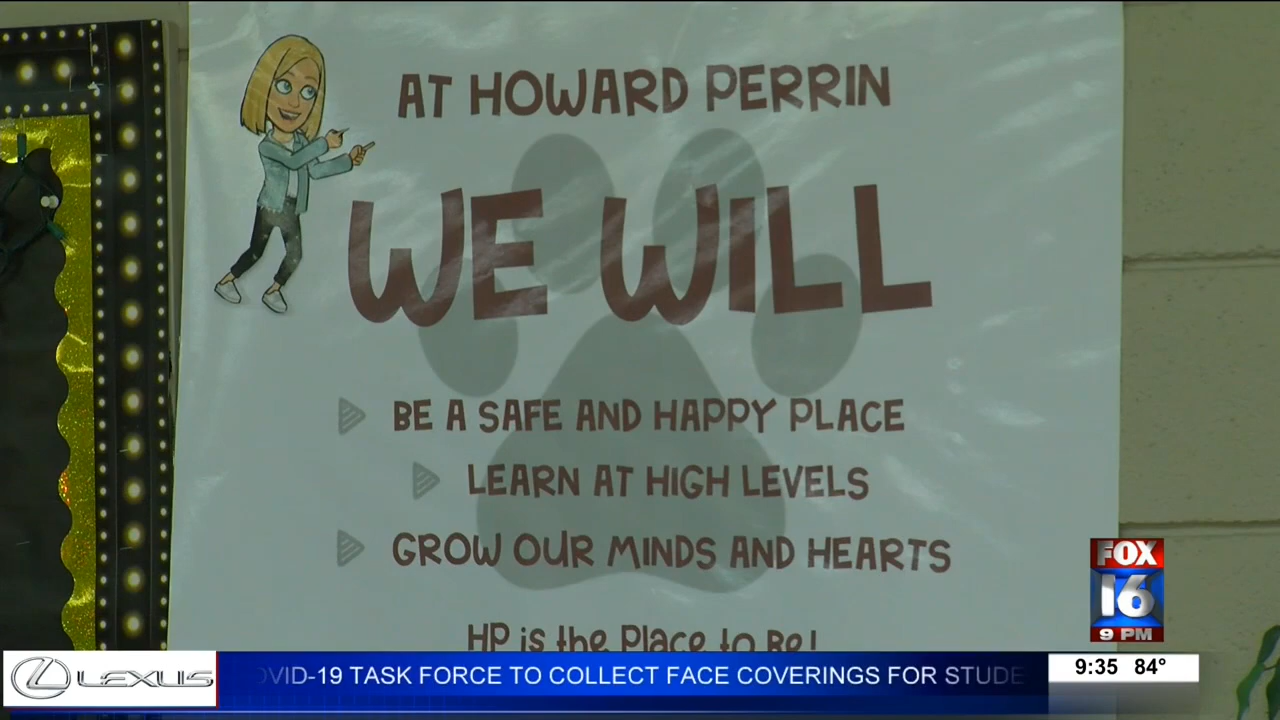 AT HOWARD PERRIN
WE WILL
BE A SAFE AND HAPPY PLACE
LEARN AT HIGH LEVELS
GROW OUR MINDS AND HEARTS
HP is the Place to Be!
FOX
16
9 PM
LEXUS
OVID-19 TASK FORCE TO COLLECT FACE COVERINGS FOR STUDE
9:35 84°